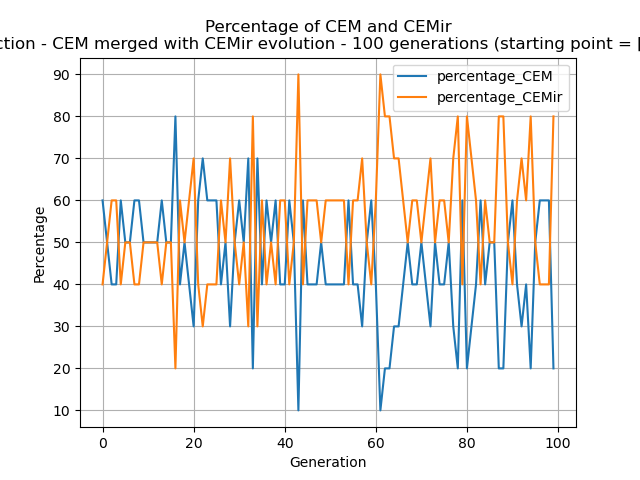 Percentage of CEM and CEMir
- CEM merged with CEMir evolution - 100 generations (starting point =
percentage_CEM
percentage_CEMir
90
80
70
60
50
40
30
20
10
Percentage
0 20 40 60 80 100
Generation